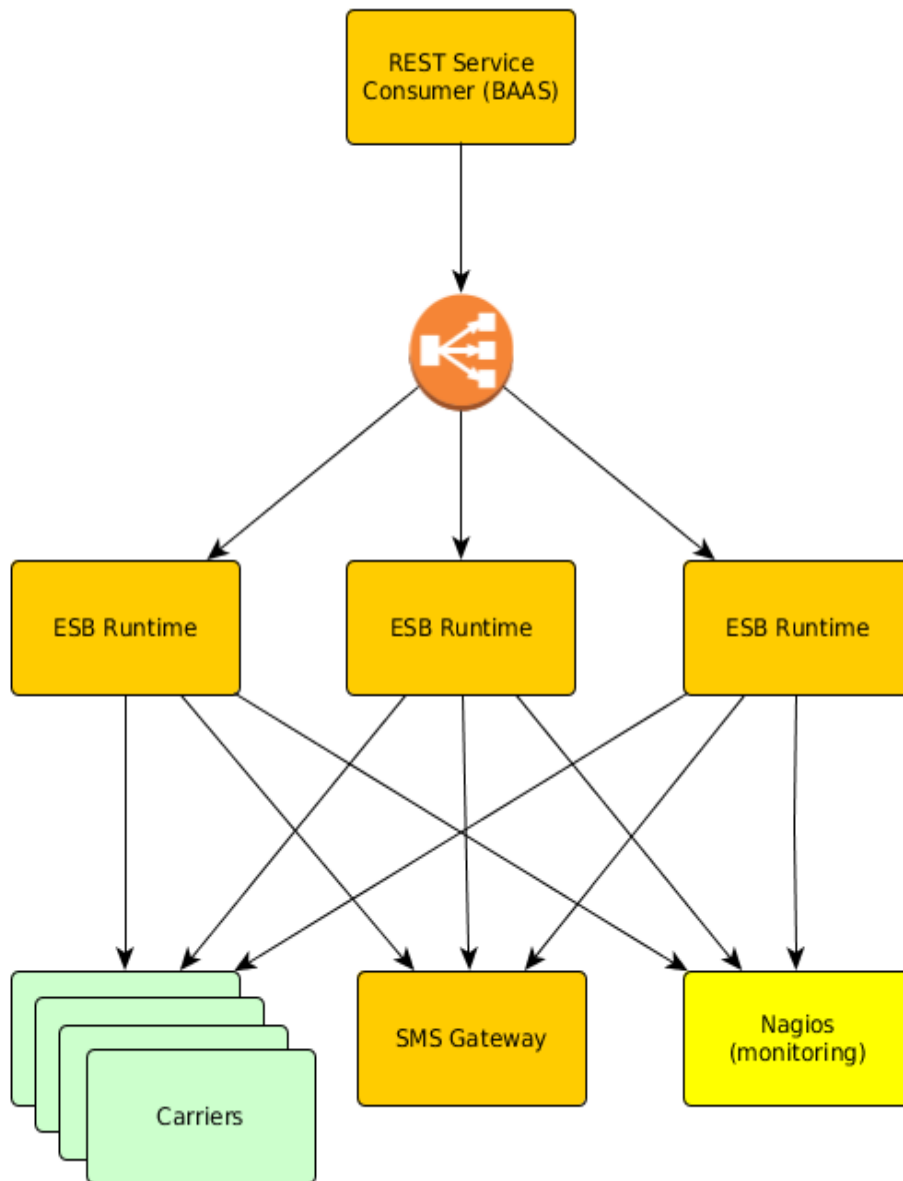 REST Service
Consumer (BAAS)
ESB Runtime
ESB Runtime
ESB Runtime
SMS Gateway
Nagios
(monitoring)
Carriers